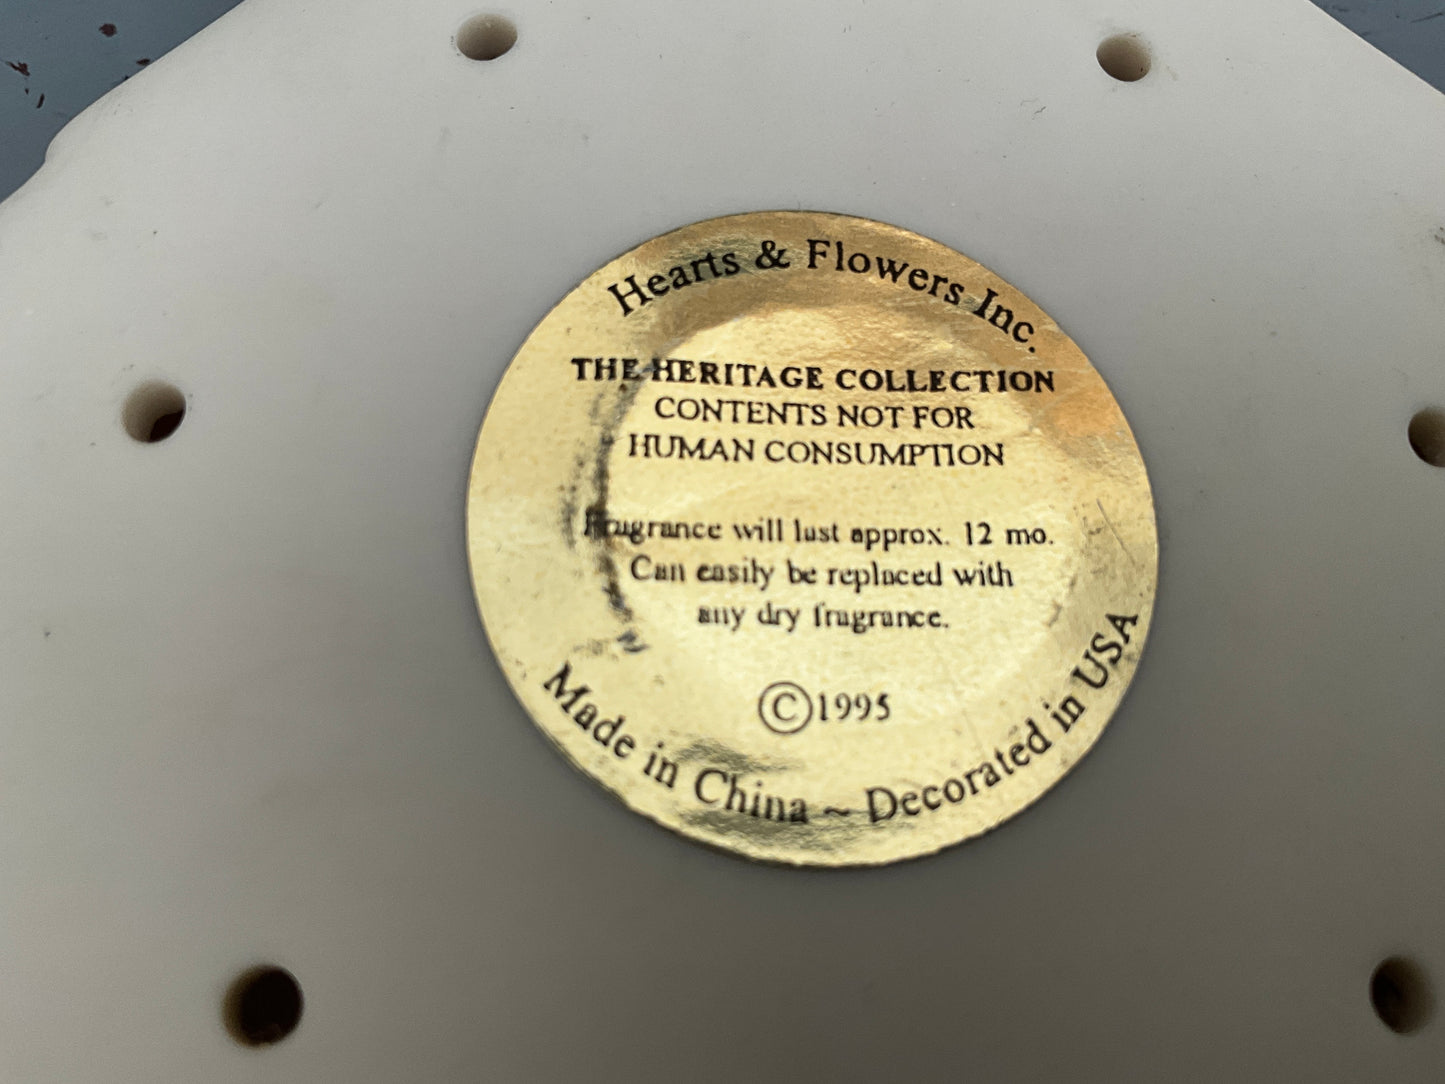 Hearts & Flowers Inc.
THE HERITAGE COLLECTION
CONTENTS NOT FOR
HUMAN CONSUMPTION
Fragrance will last approx. 12 mo.
Can easily be replaced with
any dry fragrance.
©1995
Made in China ~ Decorated in USA